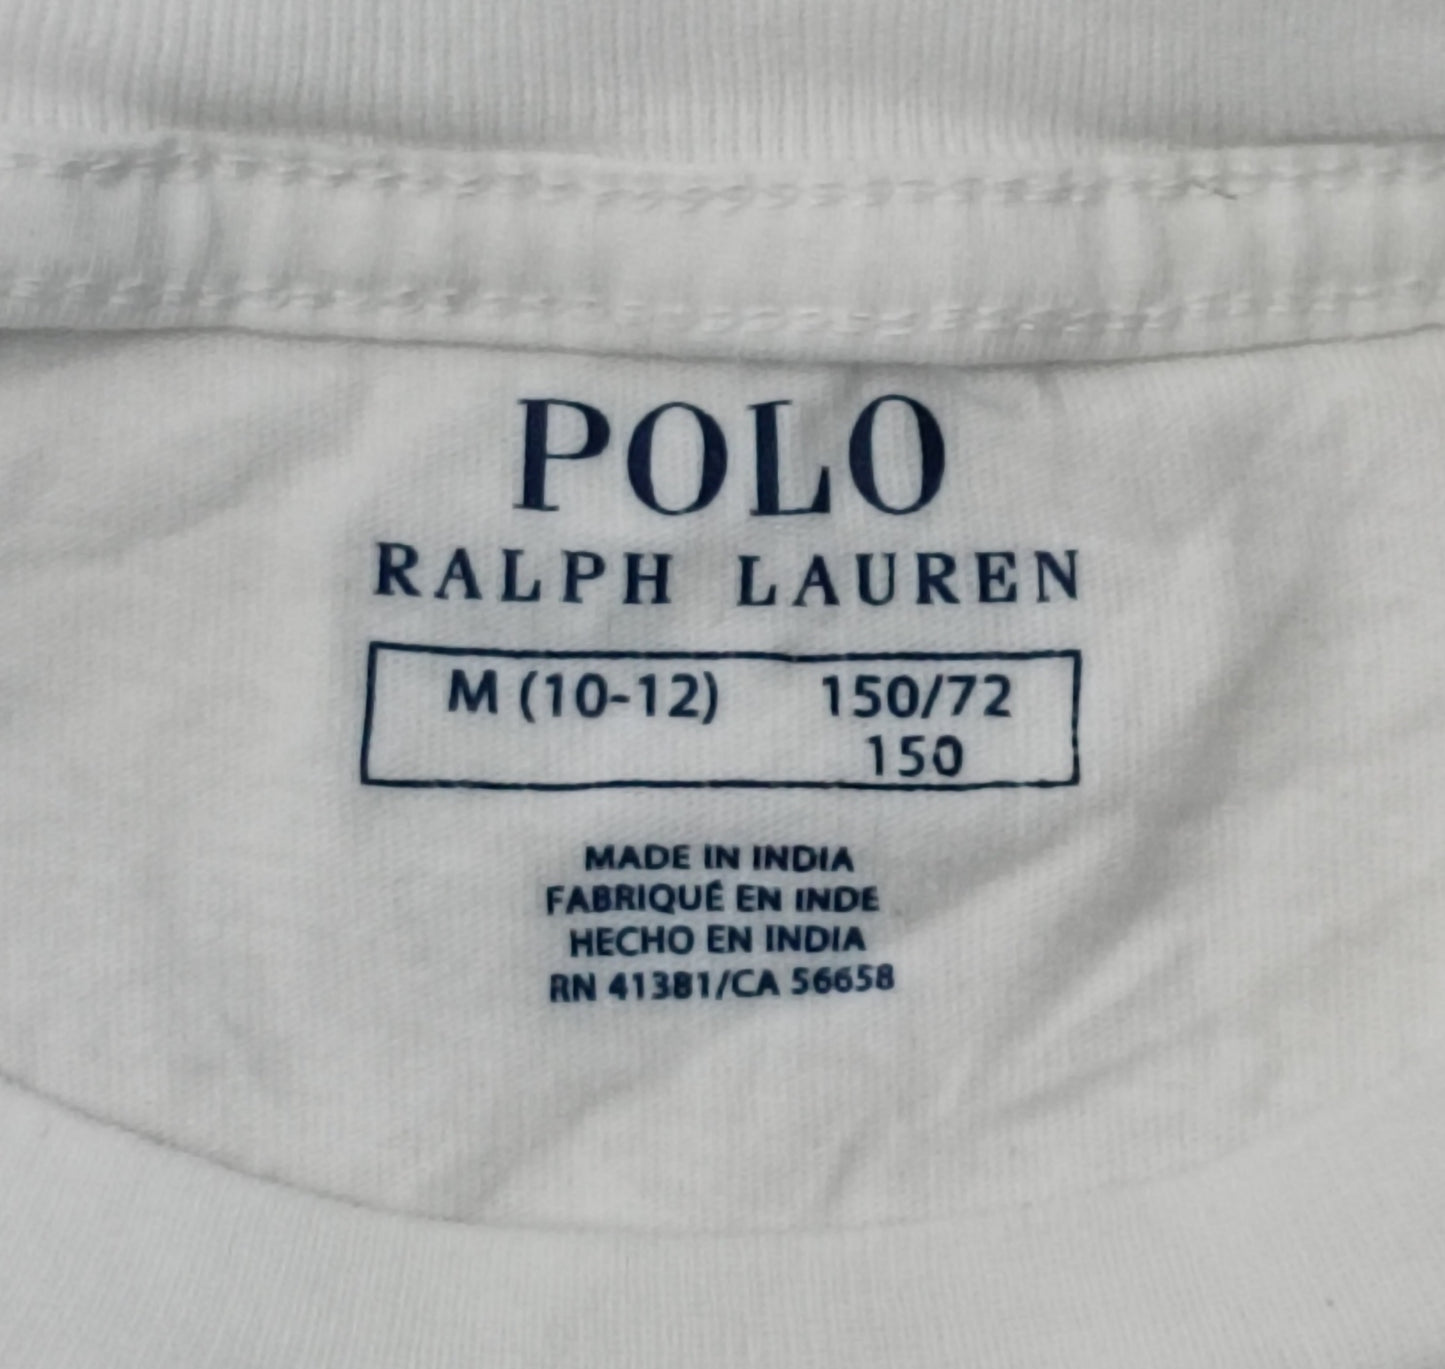 POLO
RALPH LAUREN
M (10-12) 150/72
150
MADE IN INDIA
FABRIQUÉ EN INDE
HECHO EN INDIA
RN 41381/CA 56658